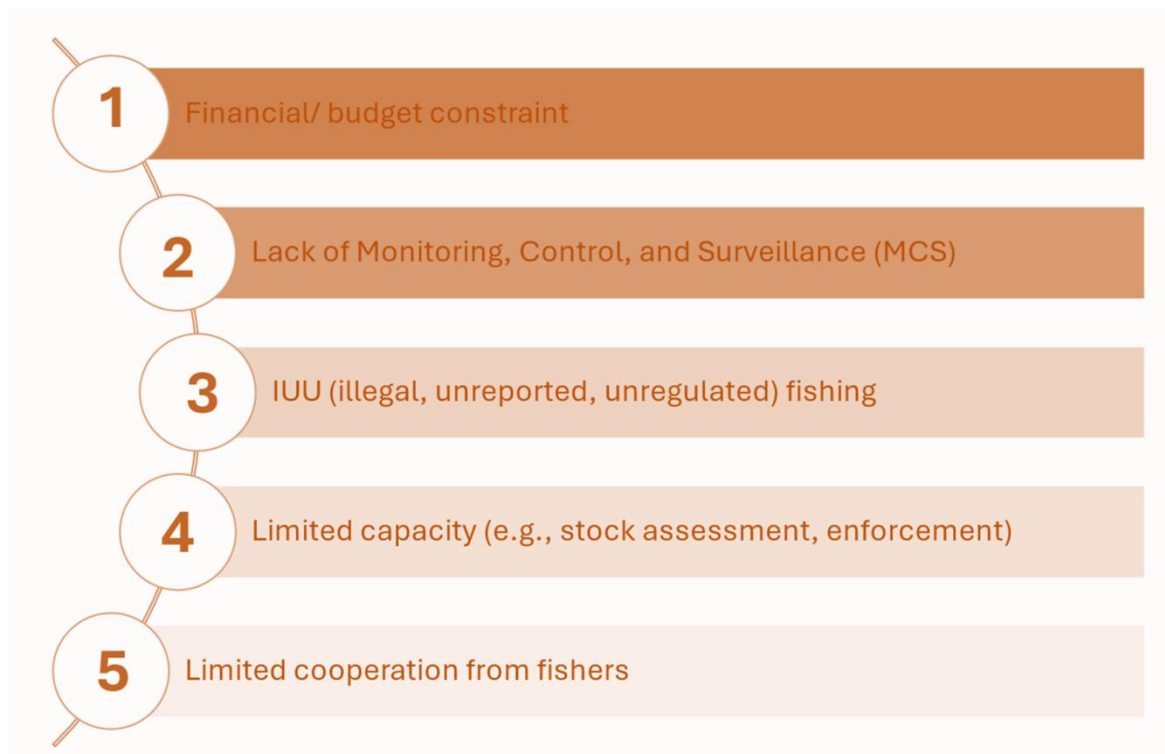 1 Financial/ budget constraint
2 Lack of Monitoring, Control, and Surveillance (MCS)
3 IUU (illegal, unreported, unregulated) fishing
4 Limited capacity (e.g., stock assessment, enforcement)
5 Limited cooperation from fishers